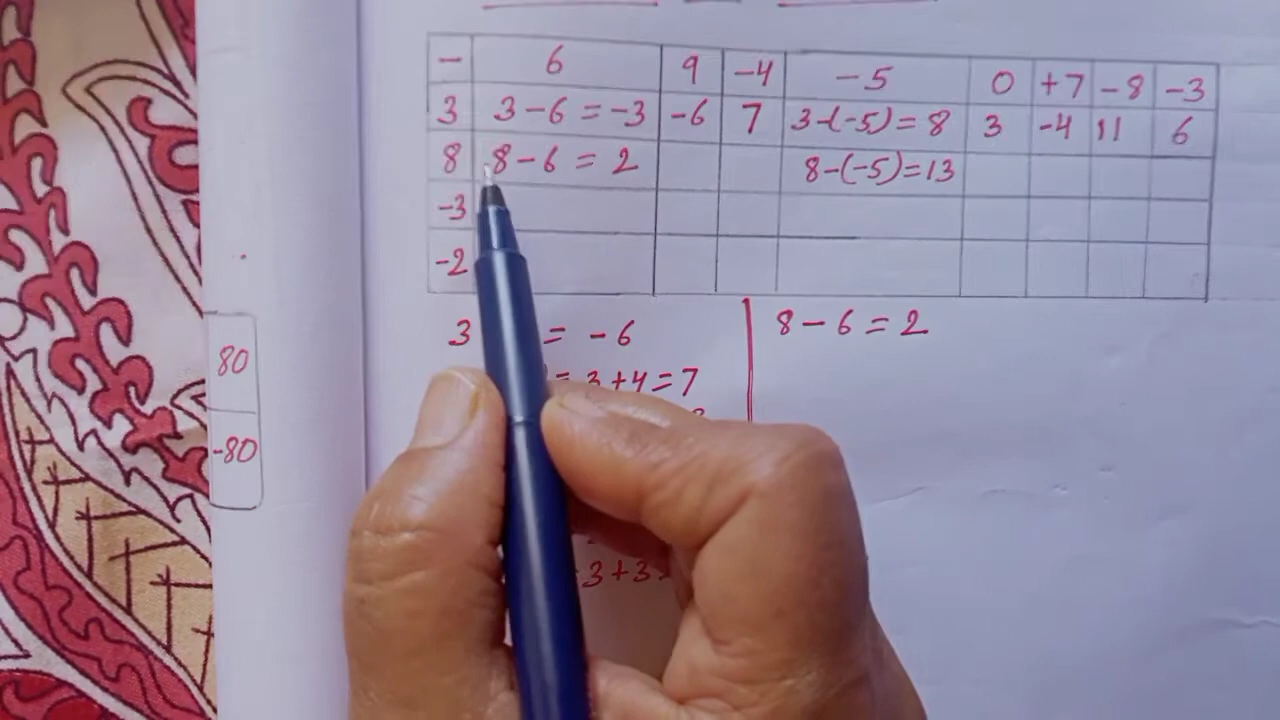 − 6 9 −4 −5 0 +7 −8 −3
3 3−6 = −3 −6 7 3-(-5) = 8 3 -4 11 6
8 8−6 = 2 8−(−5)=13
-3
-2
3 = −6
= 3+4=7
3+3
8−6=2
80
-80